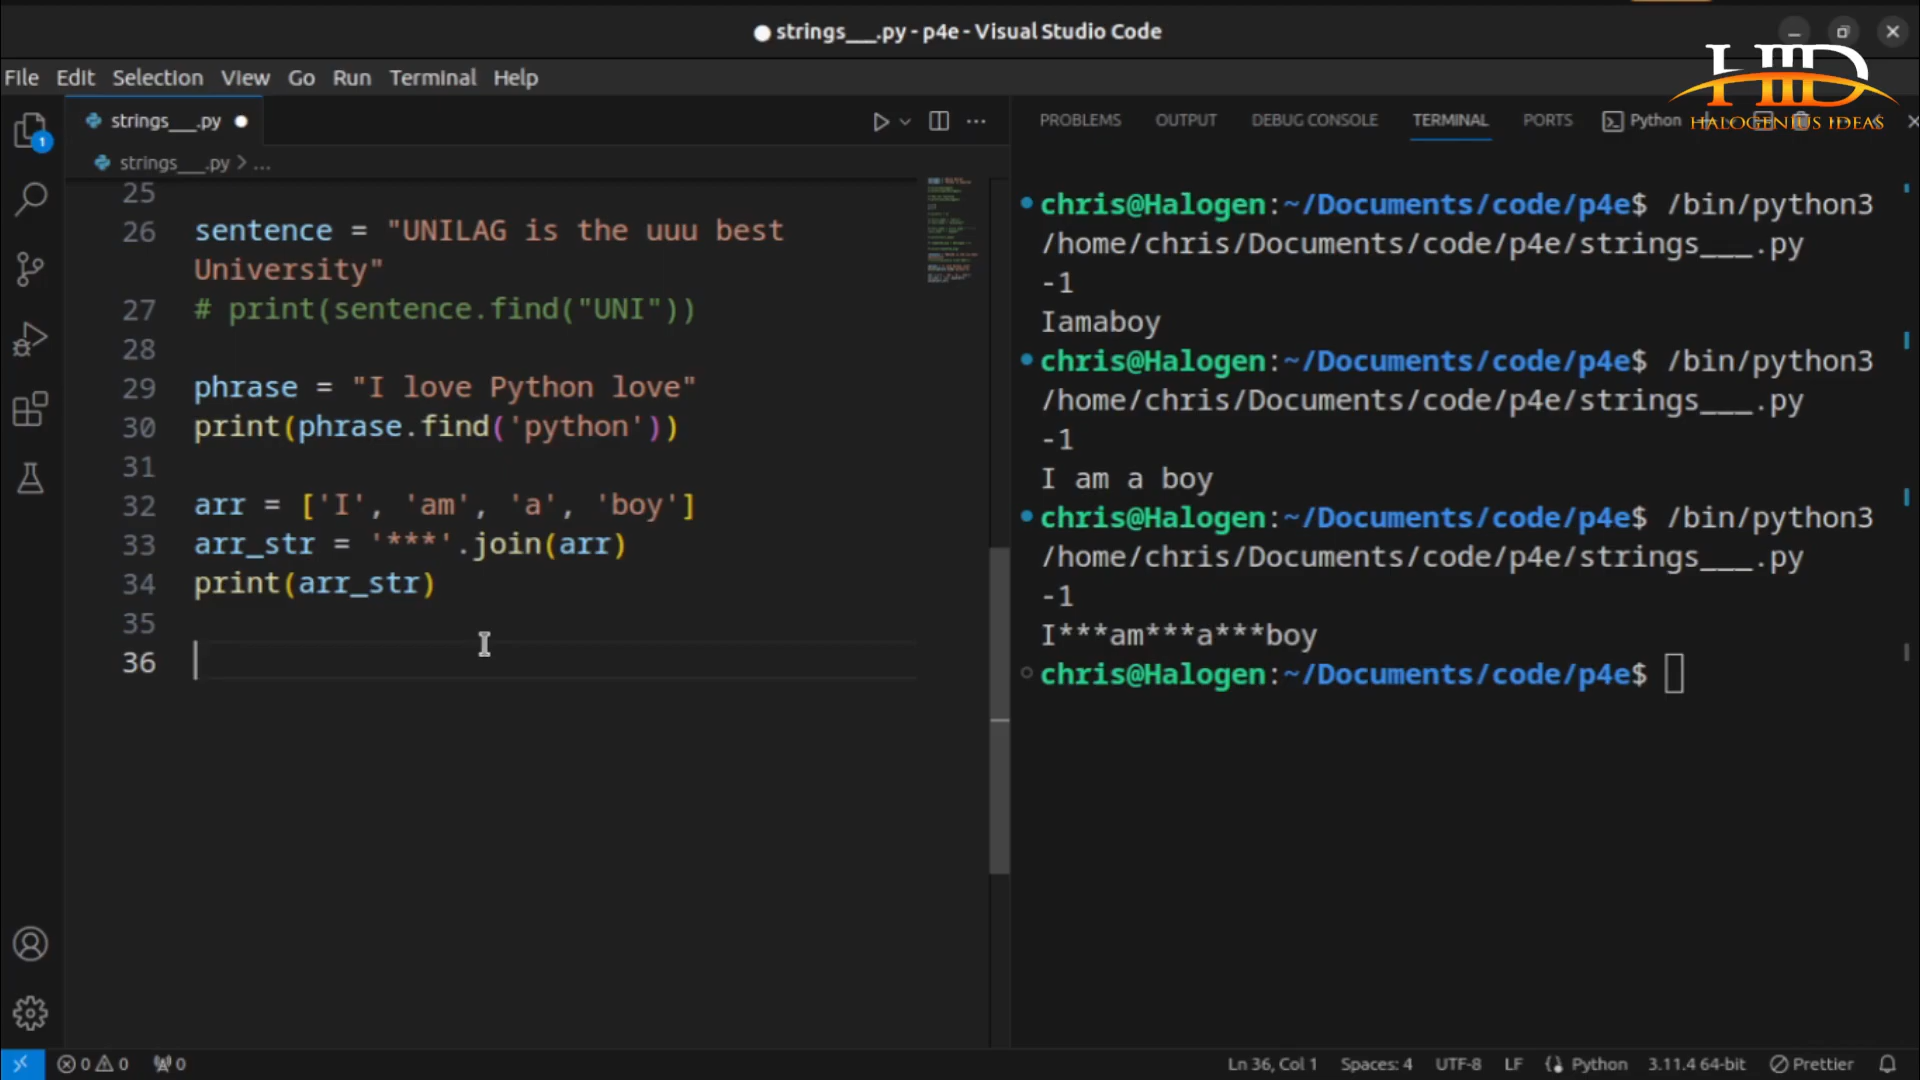 strings___.py - p4e - Visual Studio Code
File Edit Selection View Go Run Terminal Help
HID
HALOGENIUS IDEAS
1
strings___.py
strings___.py > ...
PROBLEMS OUTPUT DEBUG CONSOLE TERMINAL PORTS Python
25
26 sentence = "UNILAG is the uuu best
University"
27 # print(sentence.find("UNI"))
28
29 phrase = "I love Python love"
30 print(phrase.find('python'))
31
32 arr = ['I', 'am', 'a', 'boy']
33 arr_str = '***'.join(arr)
34 print(arr_str)
35
36
chris@Halogen:~/Documents/code/p4e$ /bin/python3
/home/chris/Documents/code/p4e/strings___.py
-1
Iamaboy
chris@Halogen:~/Documents/code/p4e$ /bin/python3
/home/chris/Documents/code/p4e/strings___.py
-1
I am a boy
chris@Halogen:~/Documents/code/p4e$ /bin/python3
/home/chris/Documents/code/p4e/strings___.py
-1
I***am***a***boy
chris@Halogen:~/Documents/code/p4e$
0 0 0 Ln 36, Col 1 Spaces: 4 UTF-8 LF Python 3.11.4 64-bit Prettier